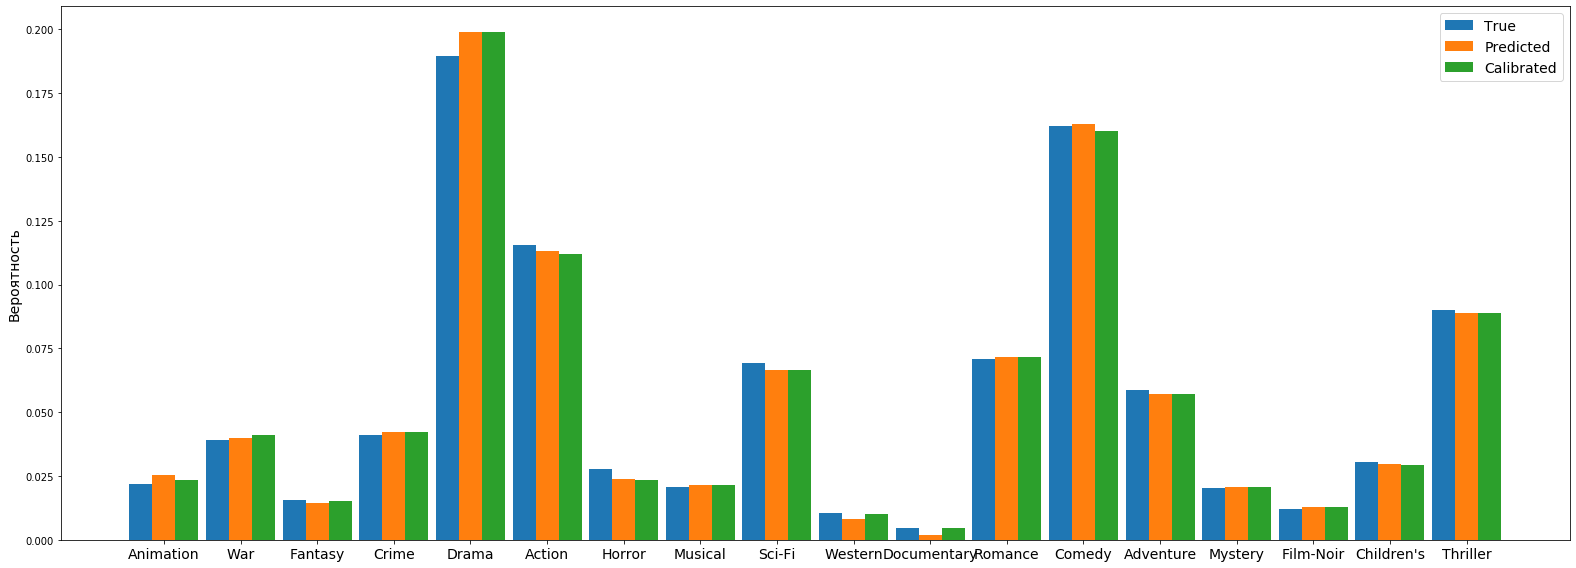 True
Predicted
Calibrated
Вероятность
0.200
0.175
0.150
0.125
0.100
0.075
0.050
0.025
0.000
Animation War Fantasy Crime Drama Action Horror Musical Sci-Fi Western Documentary Romance Comedy Adventure Mystery Film-Noir Children's Thriller